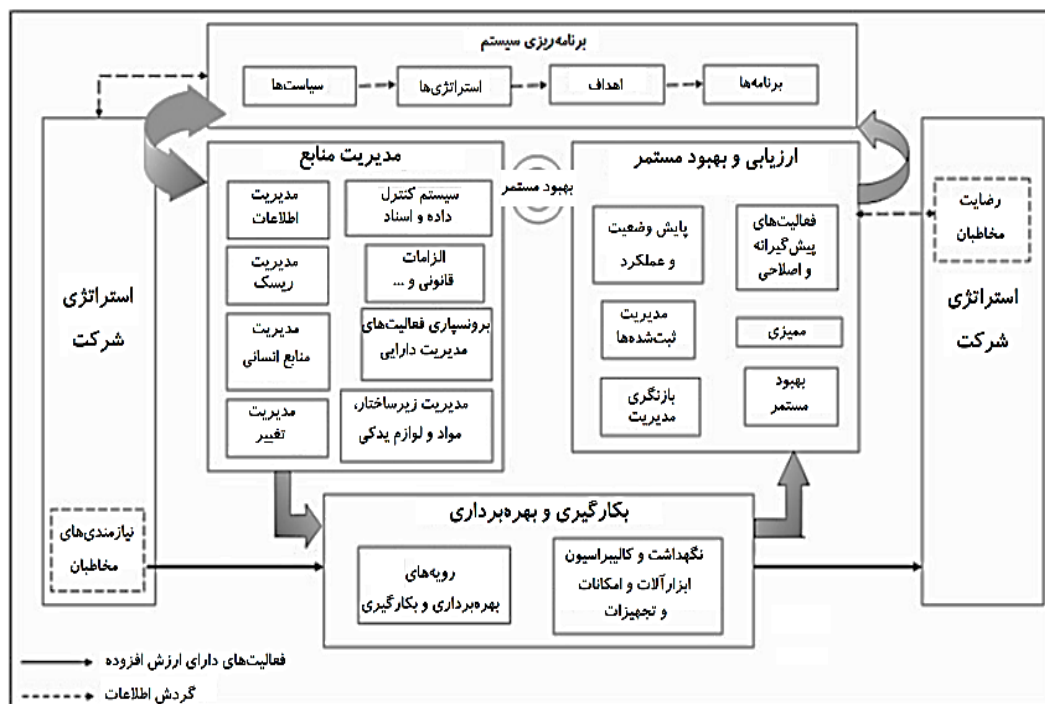 برنامه‌ریزی سیستم
سیاست‌ها
استراتژی‌ها
اهداف
برنامه‌ها
استراتژی
شرکت
نیازمندی‌های
مخاطبان
مدیریت منابع
مدیریت
اطلاعات
سیستم کنترل
داده و اسناد
مدیریت
ریسک
الزامات
قانونی و ...
مدیریت
منابع انسانی
برونسپاری فعالیت‌های
مدیریت دارایی
مدیریت
تغییر
مدیریت زیرساختار،
مواد و لوازم یدکی
بهبود مستمر
ارزیابی و بهبود مستمر
پایش وضعیت
و عملکرد
فعالیت‌های
پیش‌گیرانه
و اصلاحی
مدیریت
ثبت‌شده‌ها
ممیزی
بازنگری
مدیریت
بهبود
مستمر
رضایت
مخاطبان
استراتژی
شرکت
بکارگیری و بهره‌برداری
رویه‌های
بهره‌برداری و بکارگیری
نگهداشت و کالیبراسیون
ابزارآلات و امکانات
و تجهیزات
فعالیت‌های دارای ارزش افزوده
گردش اطلاعات